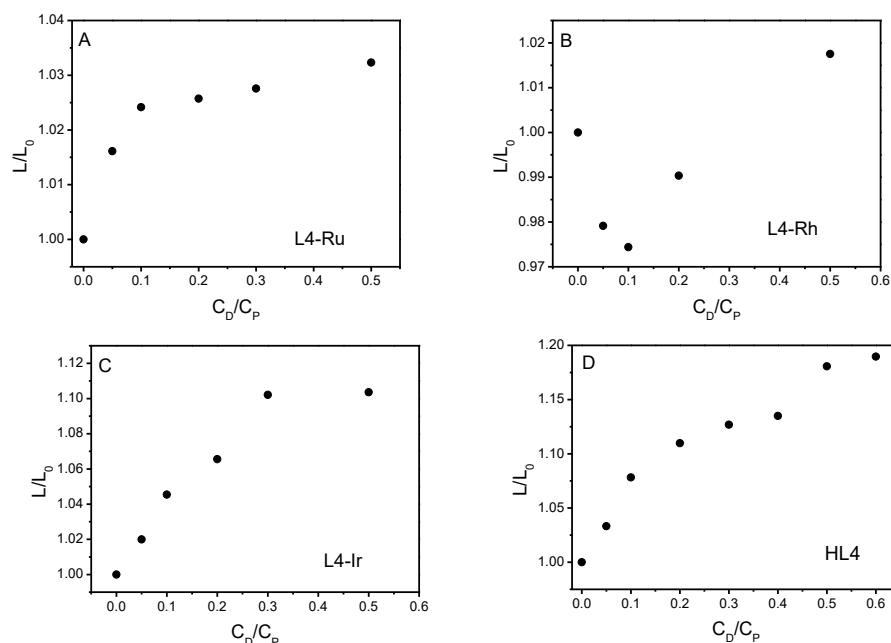 A
1.04
1.03
1.02
1.01
1.00
L/L0
L4-Ru
0.0 0.1 0.2 0.3 0.4 0.5
CD/CP
B
1.02
1.01
1.00
0.99
0.98
0.97
L/L0
L4-Rh
0.0 0.1 0.2 0.3 0.4 0.5 0.6
CD/CP
C
1.12
1.10
1.08
1.06
1.04
1.02
1.00
L/L0
L4-Ir
0.0 0.1 0.2 0.3 0.4 0.5 0.6
CD/CP
D
1.20
1.15
1.10
1.05
1.00
L/L0
HL4
0.0 0.1 0.2 0.3 0.4 0.5 0.6
CD/CP